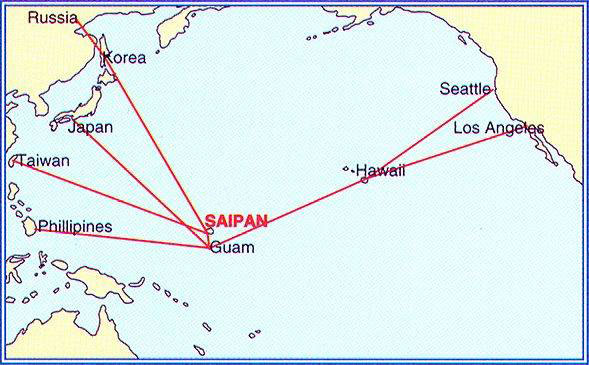 Russia
Korea
Seattle
Japan
Los Angeles
Taiwan
Hawaii
SAIPAN
Phillipines
Guam